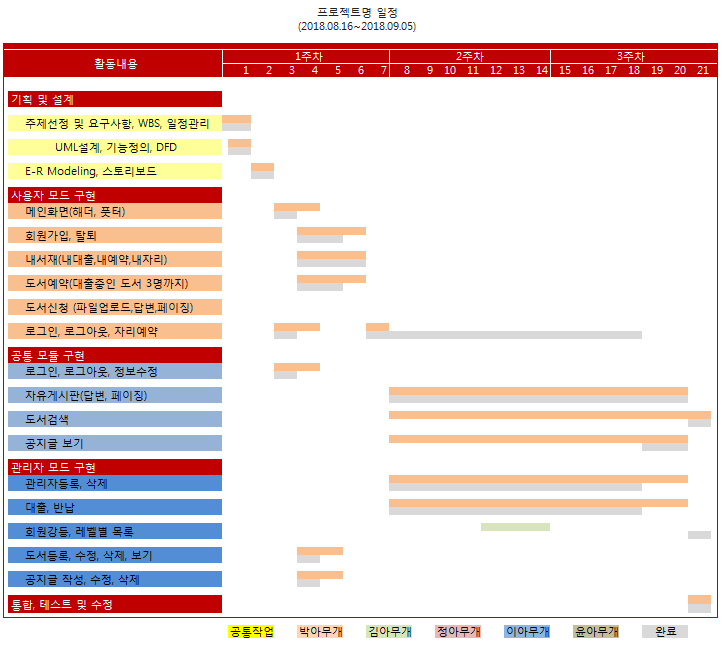 프로젝트명 일정
(2018.08.16~2018.09.05)
활동내용
1주차 2주차 3주차
1 2 3 4 5 6 7 8 9 10 11 12 13 14 15 16 17 18 19 20 21
기획 및 설계
주제선정 및 요구사항, WBS, 일정관리
UML설계, 기능정의, DFD
E-R Modeling, 스토리보드
사용자 모드 구현
메인화면(해더, 풋터)
회원가입, 탈퇴
내서재(내대출,내예약,내자리)
도서예약(대출중인 도서 3명까지)
도서신청 (파일업로드,답변,페이징)
로그인, 로그아웃, 자리예약
공통 모듈 구현
로그인, 로그아웃, 정보수정
자유게시판(답변, 페이징)
도서검색
공지글 보기
관리자 모드 구현
관리자등록, 삭제
대출, 반납
회원강등, 레벨별 목록
도서등록, 수정, 삭제, 보기
공지글 작성, 수정, 삭제
통합, 테스트 및 수정
공통작업 박아무개 김아무개 정아무개 이아무개 윤아무개 완료